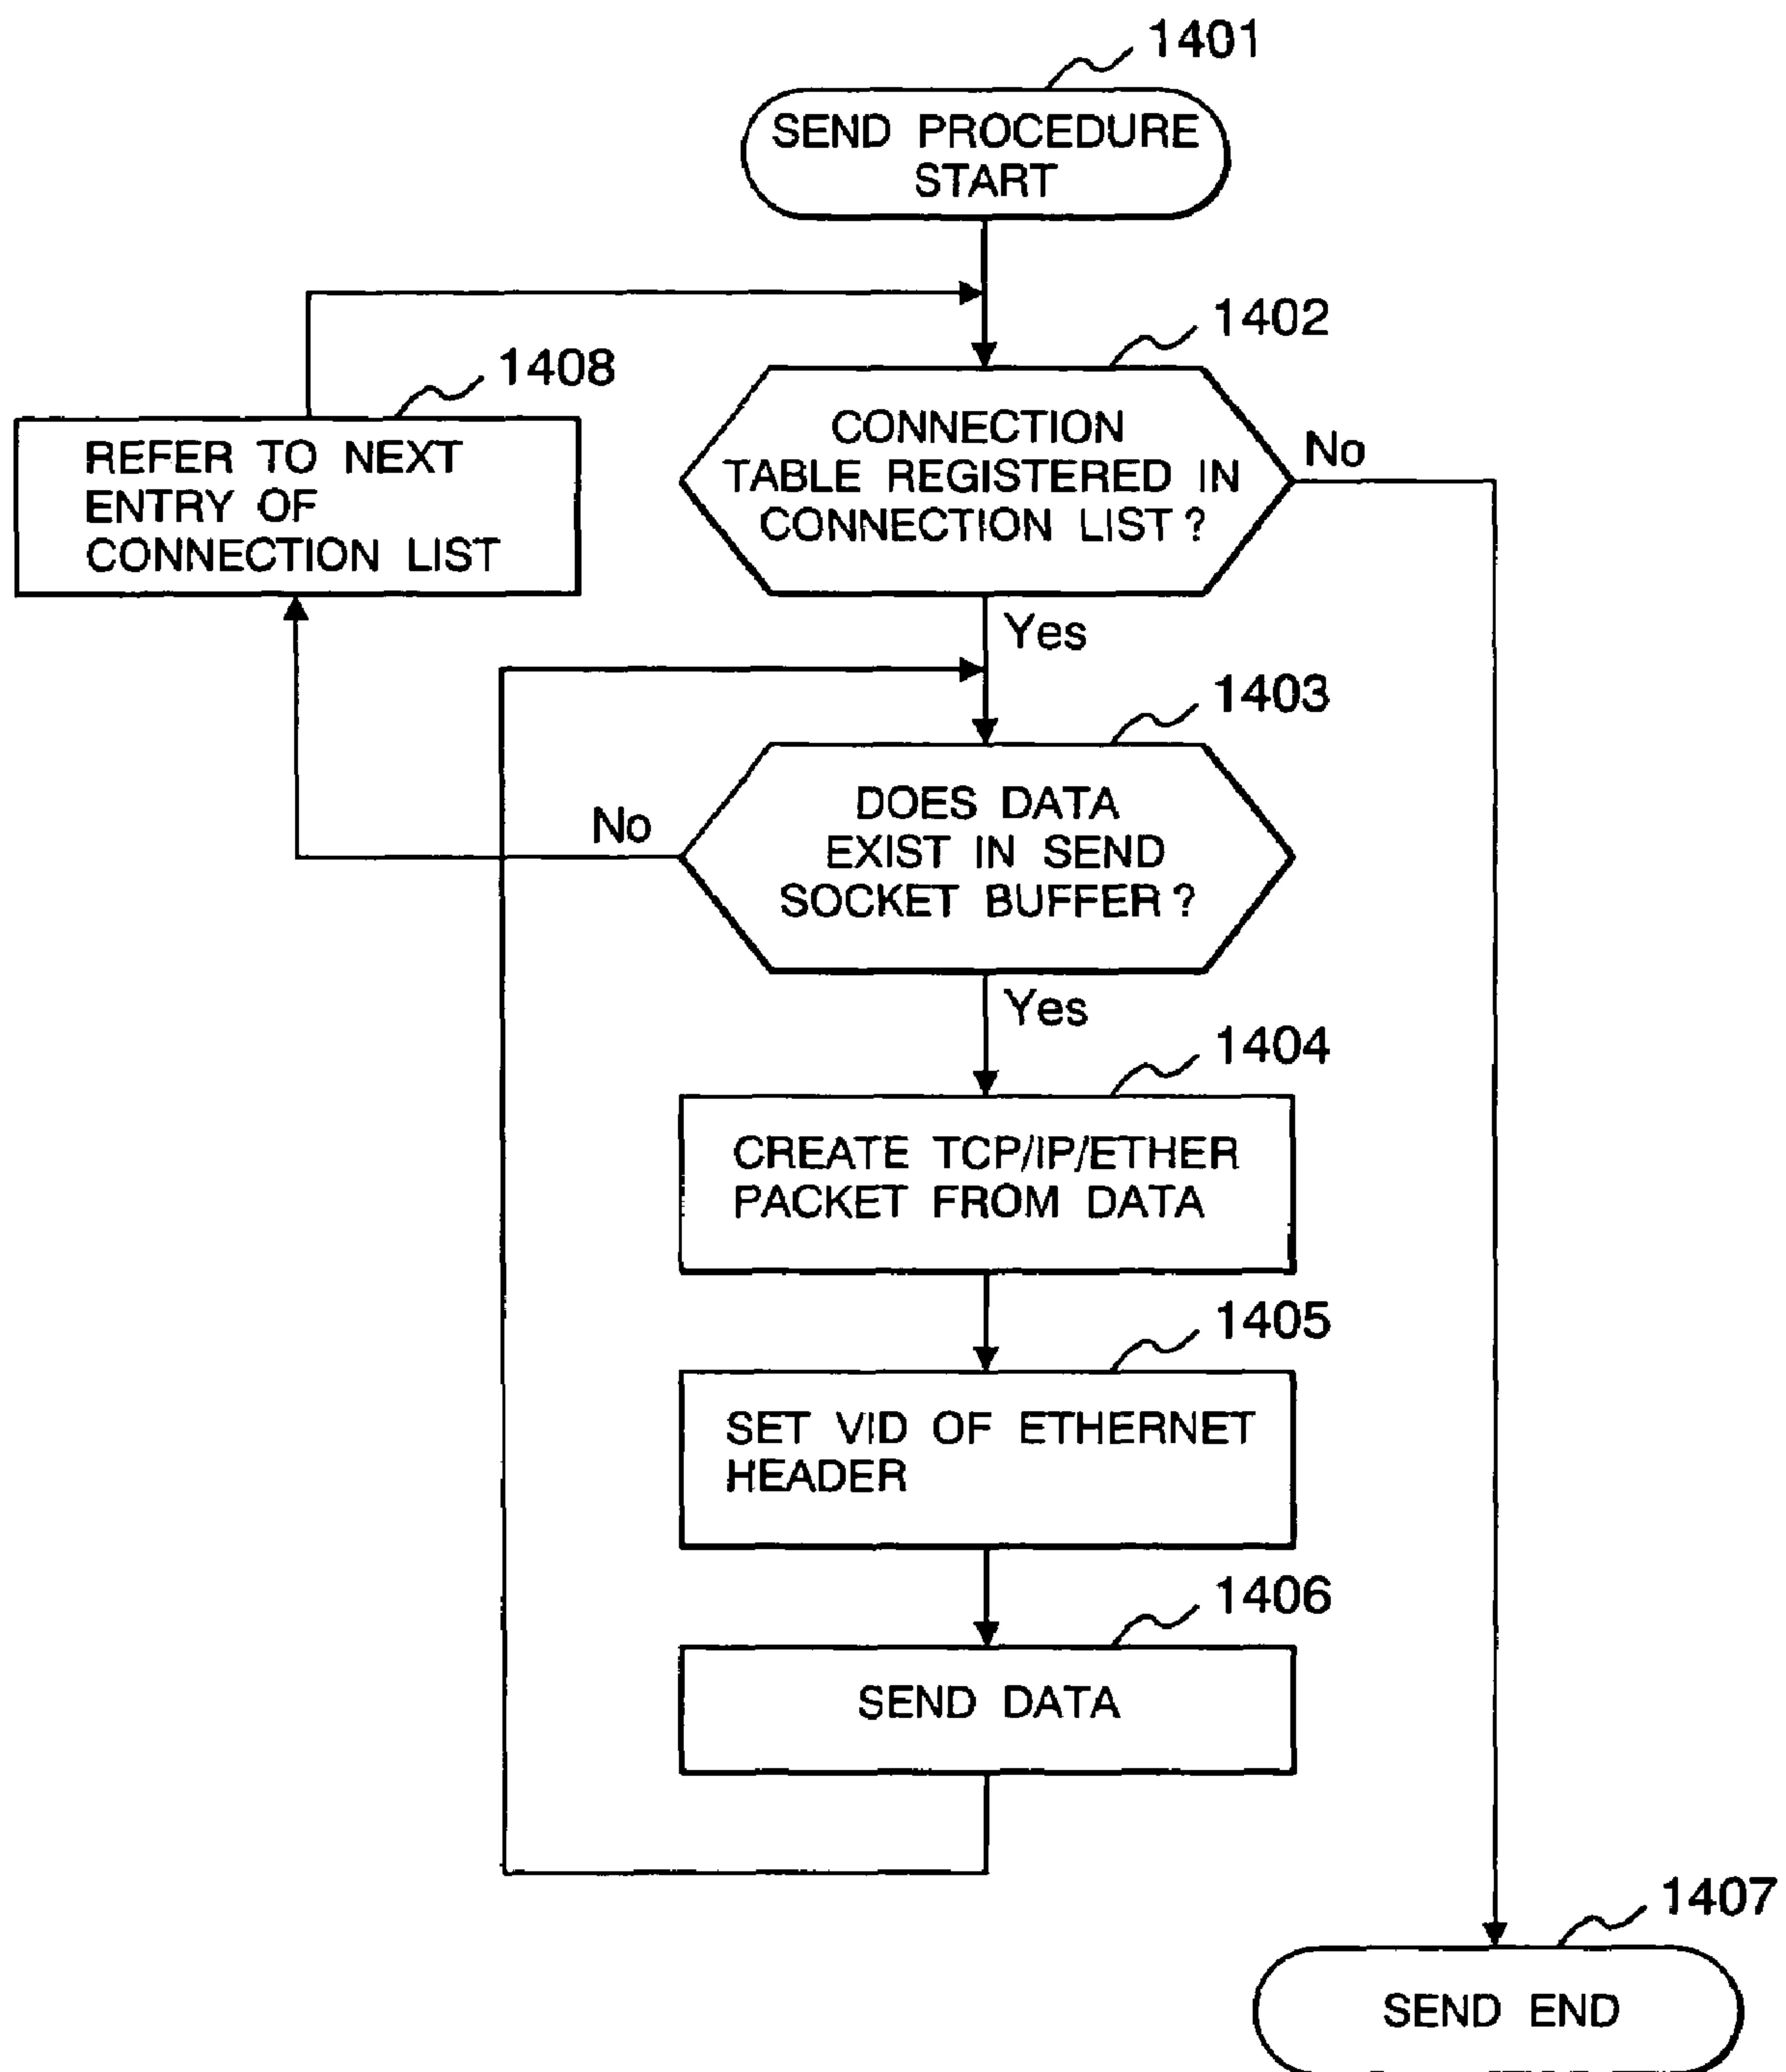 1401
SEND PROCEDURE
START
1402
1408
CONNECTION
TABLE REGISTERED IN
CONNECTION LIST ?
No
REFER TO NEXT
ENTRY OF
CONNECTION LIST
Yes
1403
DOES DATA
EXIST IN SEND
SOCKET BUFFER ?
No
Yes
1404
CREATE TCP/IP/ETHER
PACKET FROM DATA
1405
SET VID OF ETHERNET
HEADER
1406
SEND DATA
1407
SEND END